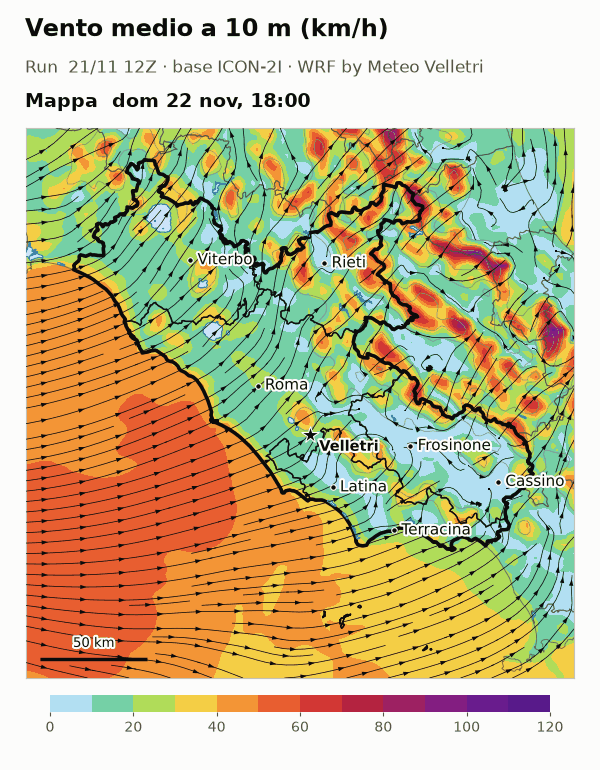 Vento medio a 10 m (km/h)
Run 21/11 12Z · base ICON-2I · WRF by Meteo Velletri
Mappa dom 22 nov, 18:00
Viterbo
Rieti
Roma
Velletri
Frosinone
Cassino
Latina
Terracina
50 km
0 20 40 60 80 100 120